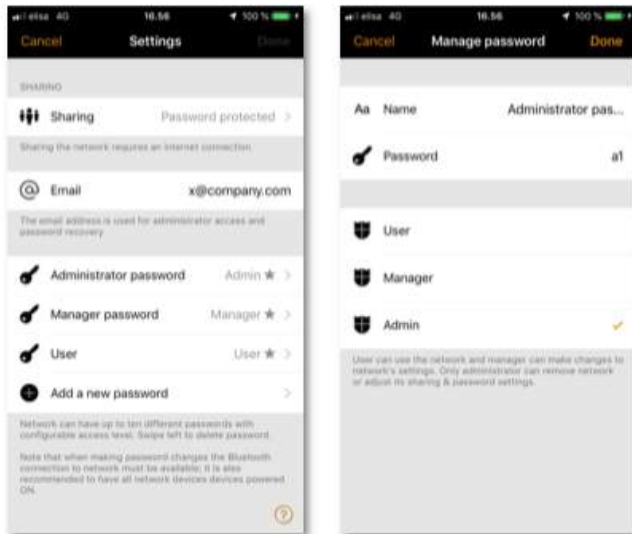 elisa 4G 16.56 100 %
Cancel Settings Done
SHARING
Sharing Password protected
Sharing the network requires an internet connection.
Email x@company.com
The email address is used for administrator access and
password recovery
Administrator password Admin ★
Manager password Manager ★
User User ★
Add a new password
Network can have up to ten different passwords with
configurable access level. Swipe left to delete password.
Note that when making password changes the Bluetooth
connection to network must be available; it is also
recommended to have all network devices devices powered
ON.
?
elisa 4G 16.56 100 %
Cancel Manage password Done
Aa Name Administrator pas...
Password a1
User
Manager
Admin
User can use the network and manager can make changes to
network's settings. Only administrator can remove network
or adjust its sharing & password settings.